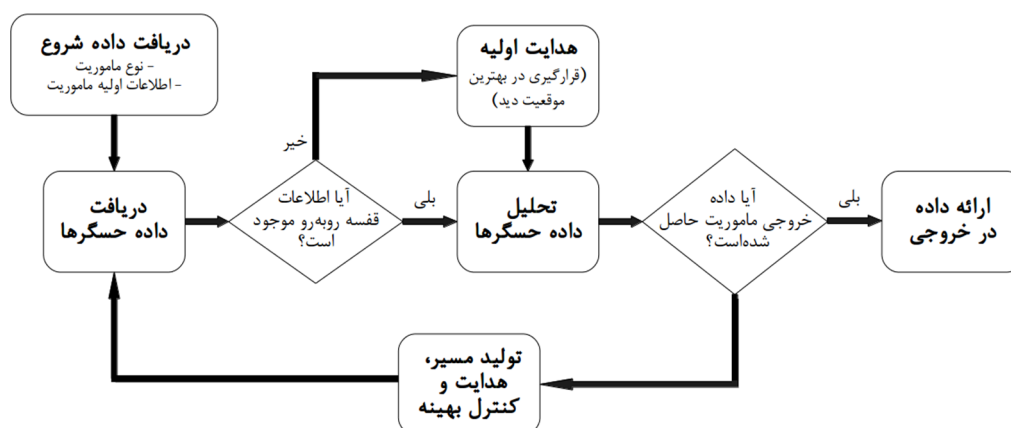 دریافت داده شروع
- نوع ماموریت
- اطلاعات اولیه ماموریت
دریافت
داده حسگرها
آیا اطلاعات
قفسه روبه‌رو موجود
است؟
خیر
هدایت اولیه
(قرارگیری در بهترین
موقعیت دید)
بلی
تحلیل
داده حسگرها
آیا داده
خروجی ماموریت حاصل
شده‌است؟
بلی
ارائه داده
در خروجی
تولید مسیر،
هدایت و
کنترل بهینه